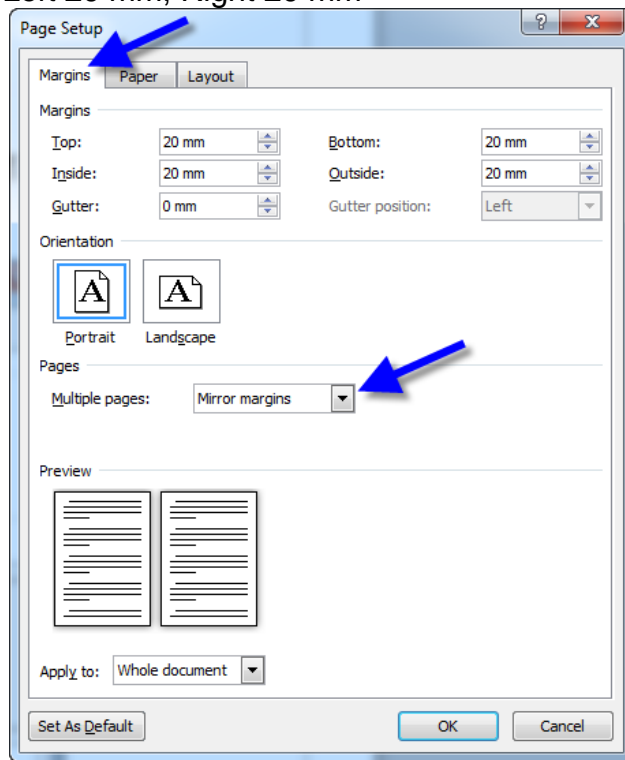 Page Setup
Margins Paper Layout
Margins
Top: 20 mm Bottom: 20 mm
Inside: 20 mm Outside: 20 mm
Gutter: 0 mm Gutter position: Left
Orientation
A A
Portrait Landscape
Pages
Multiple pages: Mirror margins
Preview
Apply to: Whole document
Set As Default OK Cancel